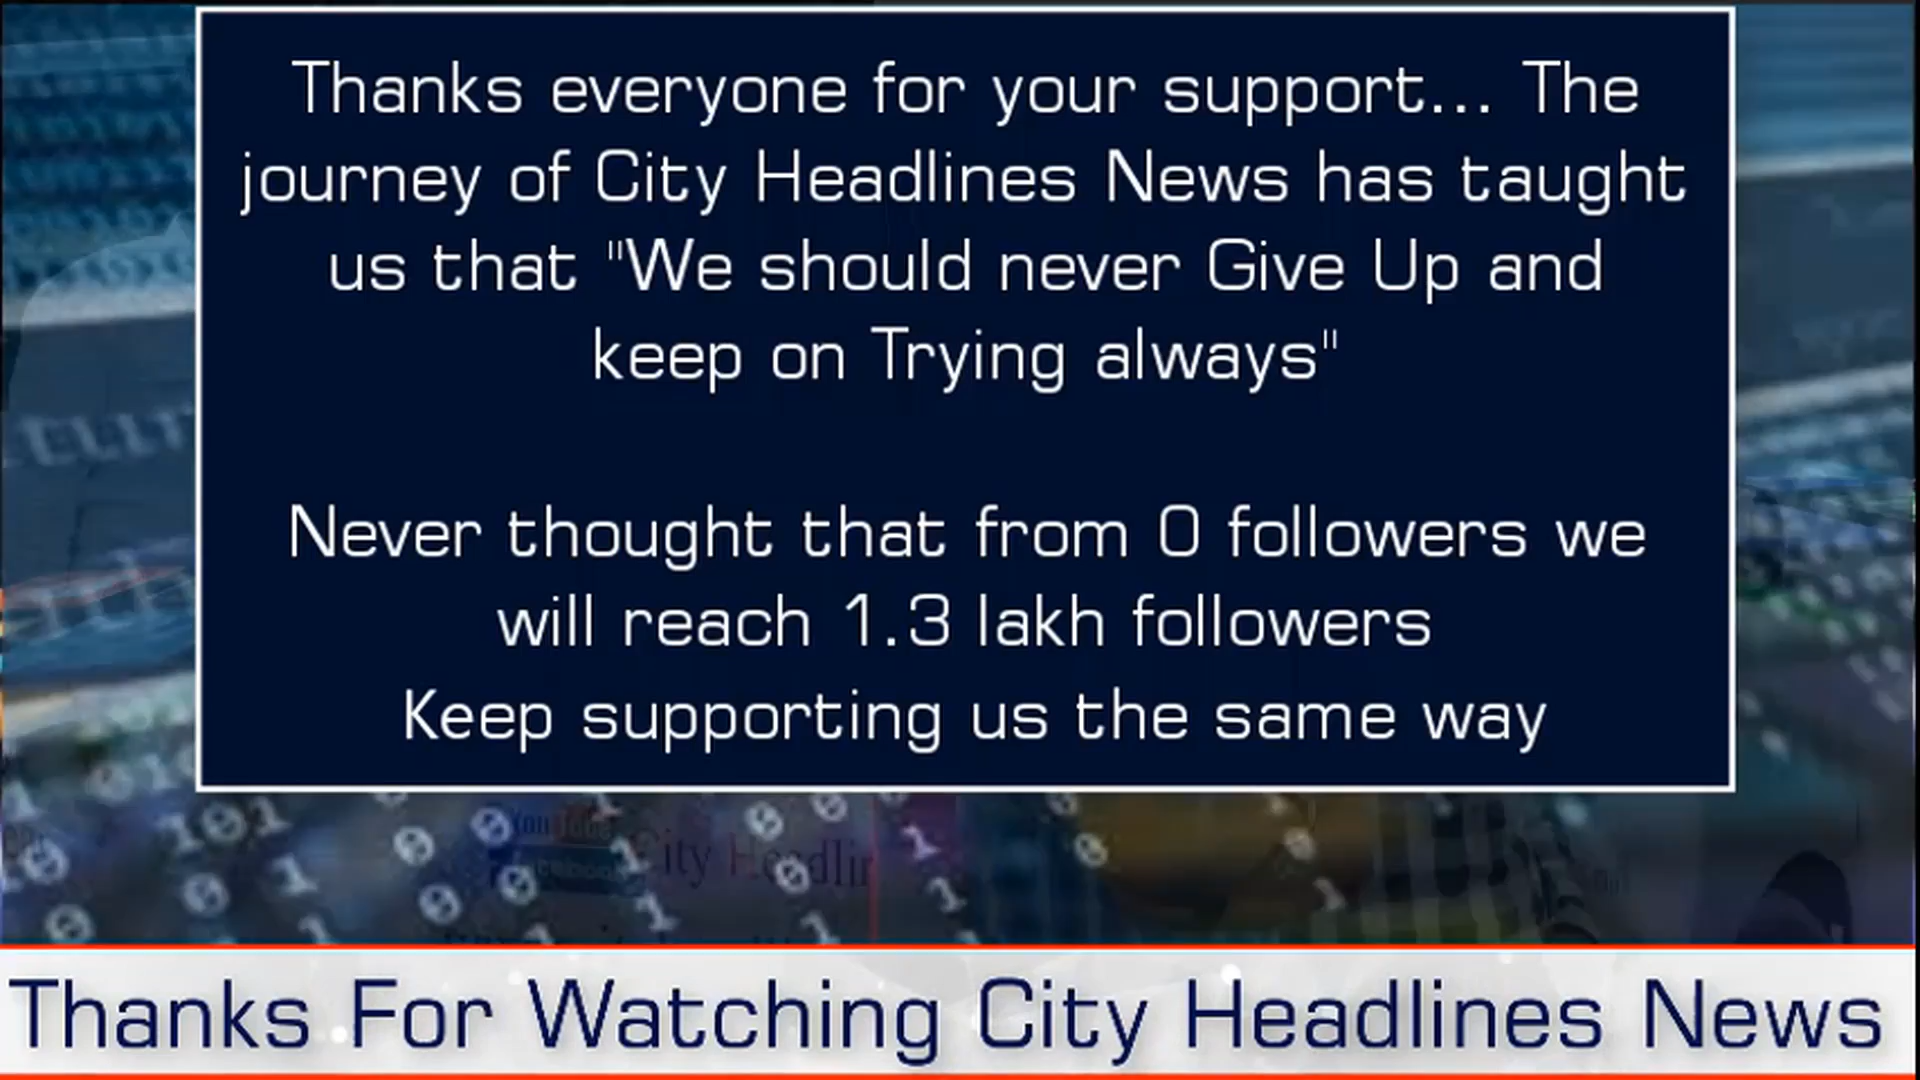 Thanks everyone for your support... The
journey of City Headlines News has taught
us that "We should never Give Up and
keep on Trying always"
Never thought that from 0 followers we
will reach 1.3 lakh followers
Keep supporting us the same way
Thanks For Watching City Headlines News